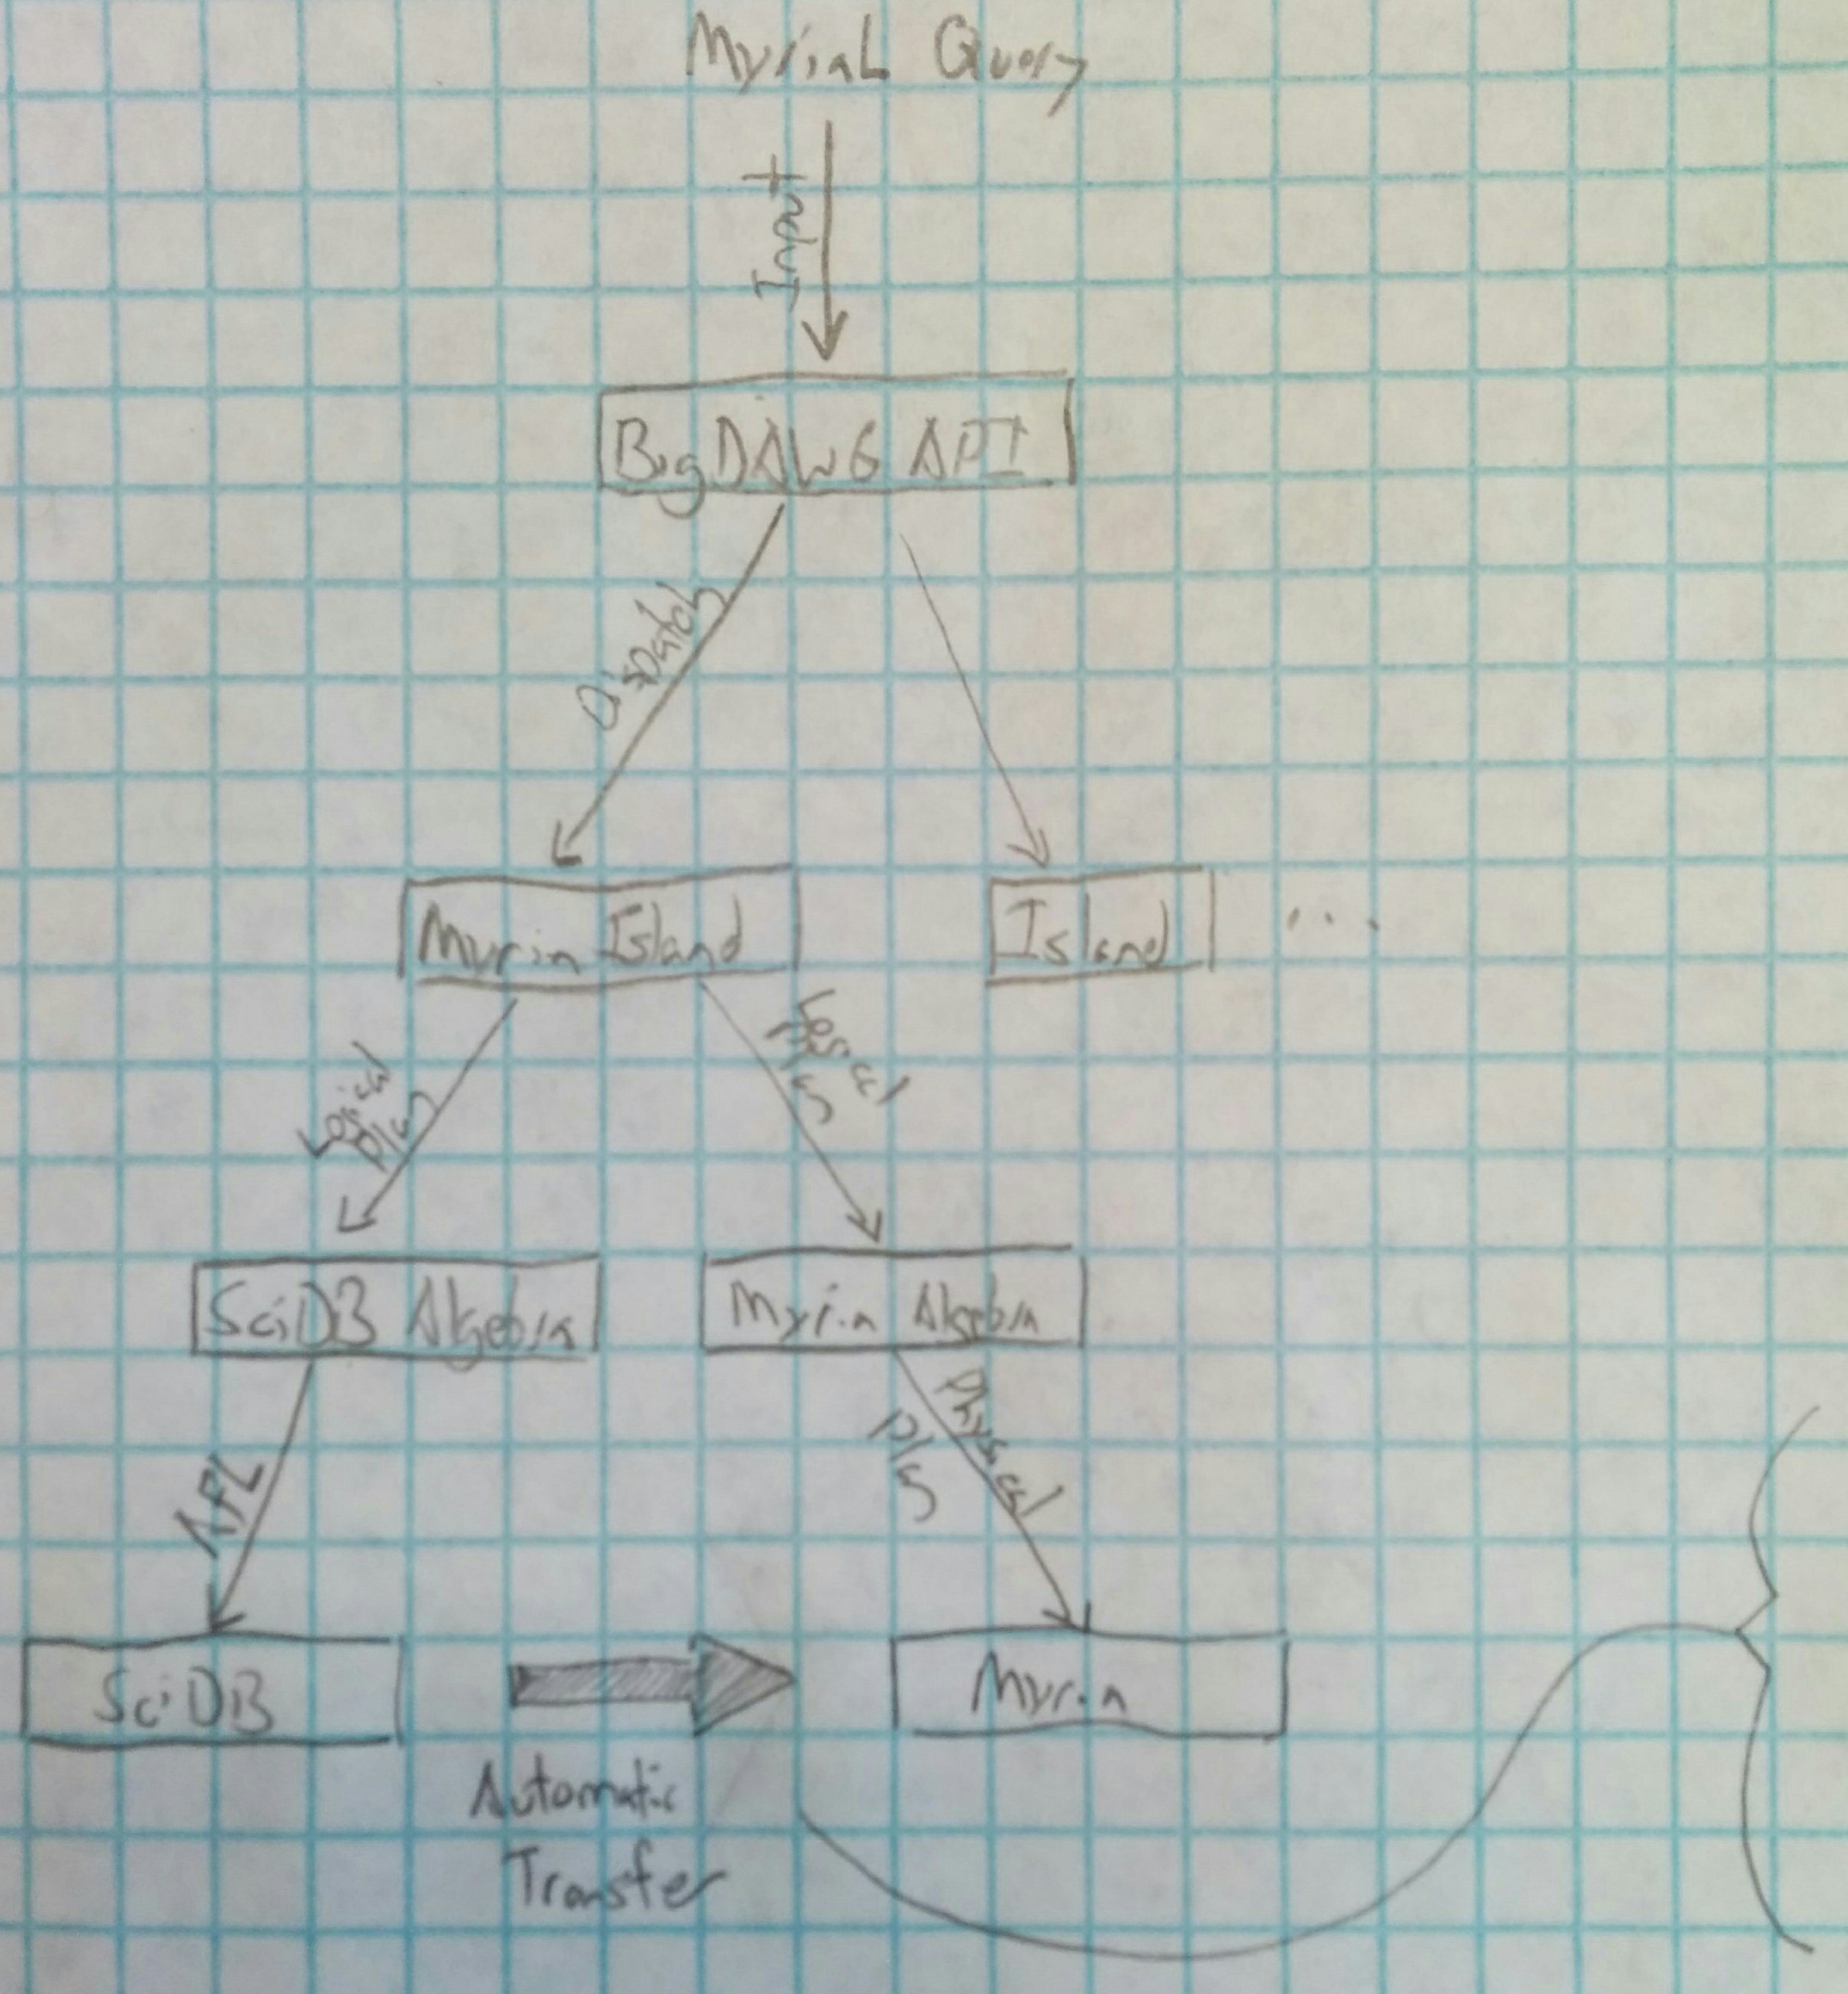 MyriaL Query
Input
BigDAWG API
Dispatch
Myria Island
Island ...
Logical
Plan
Logical
Plan
SciDB Algebra
Myria Algebra
AFL
Physical
Plan
SciDB
Myria
Automatic
Transfer